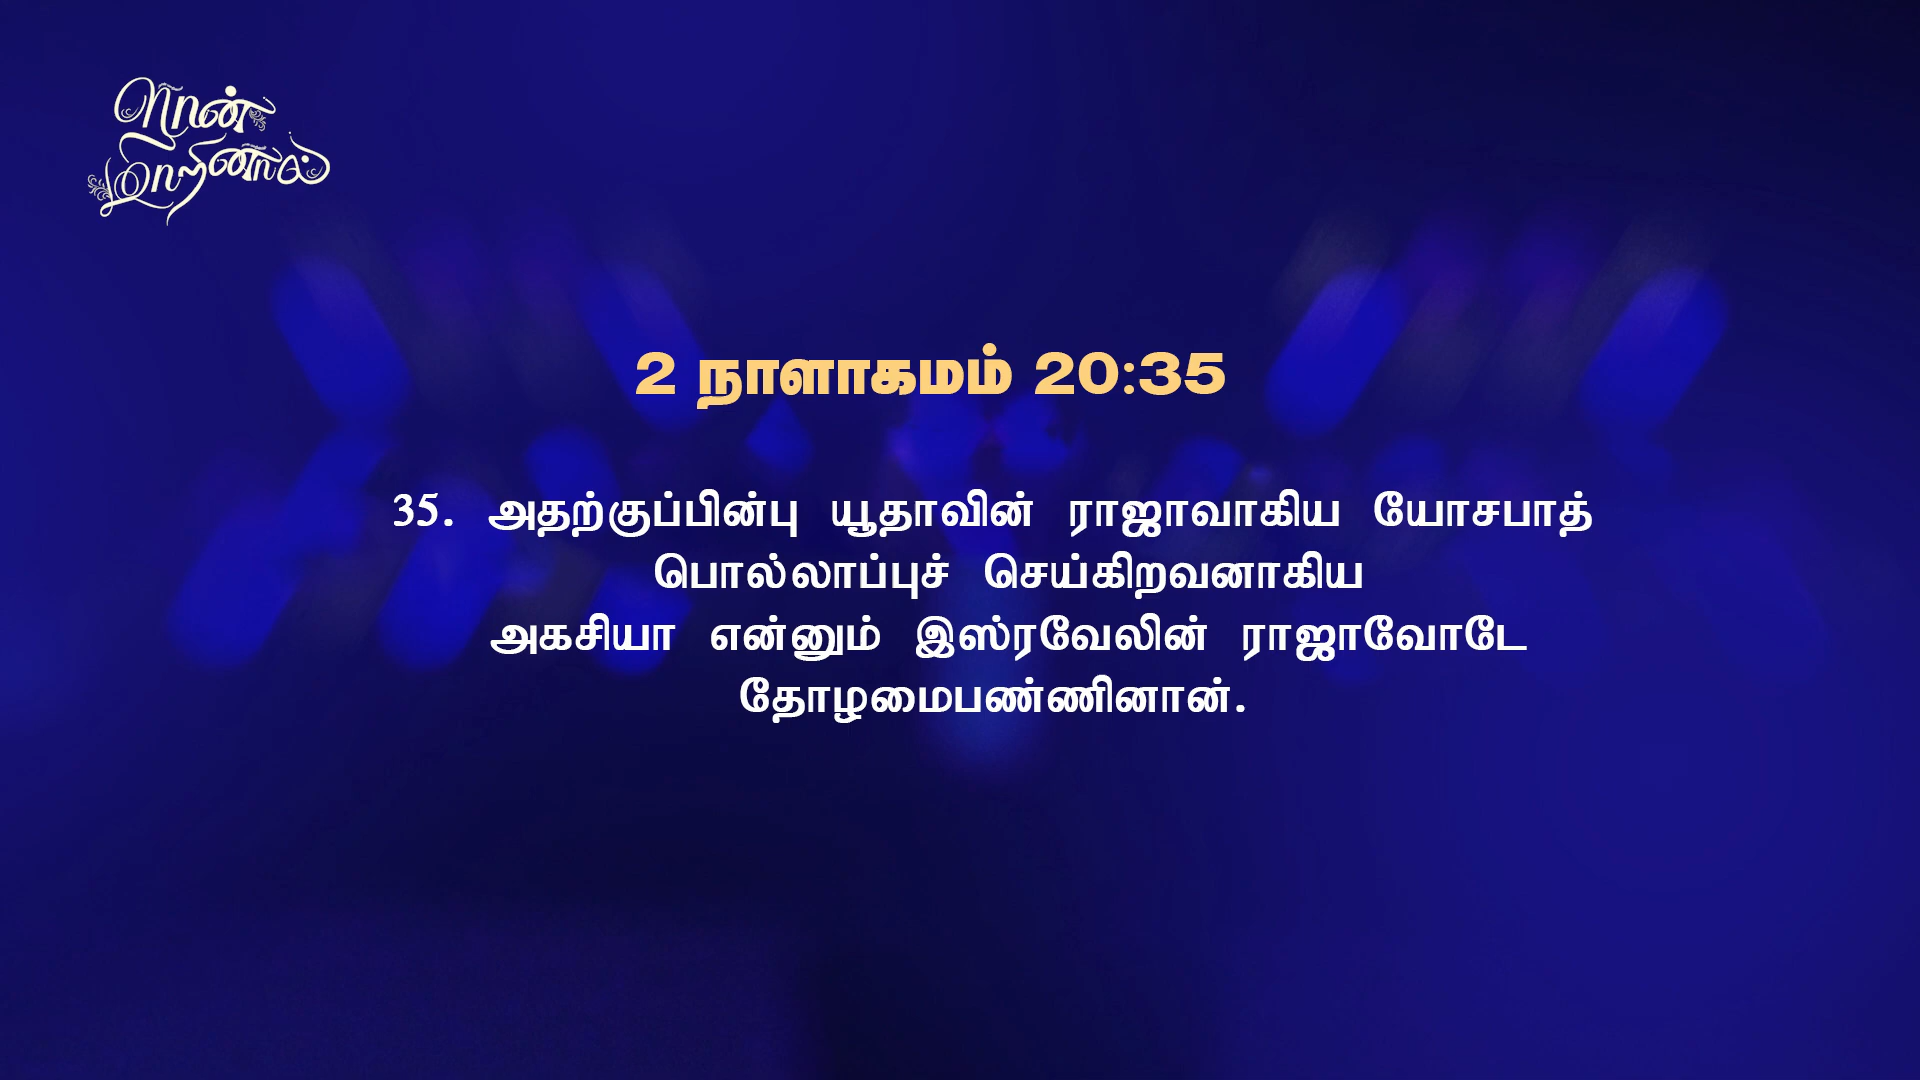 நான்
மாறினால்
2 நாளாகமம் 20:35
35. அதற்குப்பின்பு யூதாவின் ராஜாவாகிய யோசபாத்
பொல்லாப்புச் செய்கிறவனாகிய
அகசியா என்னும் இஸ்ரவேலின் ராஜாவோடே
தோழமைபண்ணினான்.